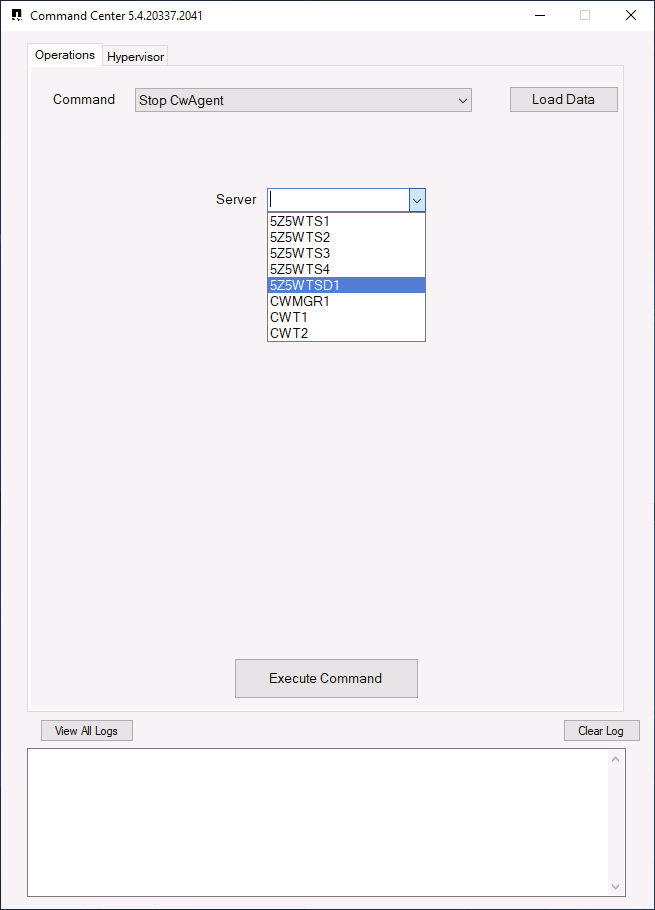 Command Center 5.4.20337.2041
Operations
Hypervisor
Command
Stop CwAgent
Load Data
Server
5Z5WTS1
5Z5WTS2
5Z5WTS3
5Z5WTS4
5Z5WTSD1
CWMGR1
CWT1
CWT2
Execute Command
View All Logs
Clear Log